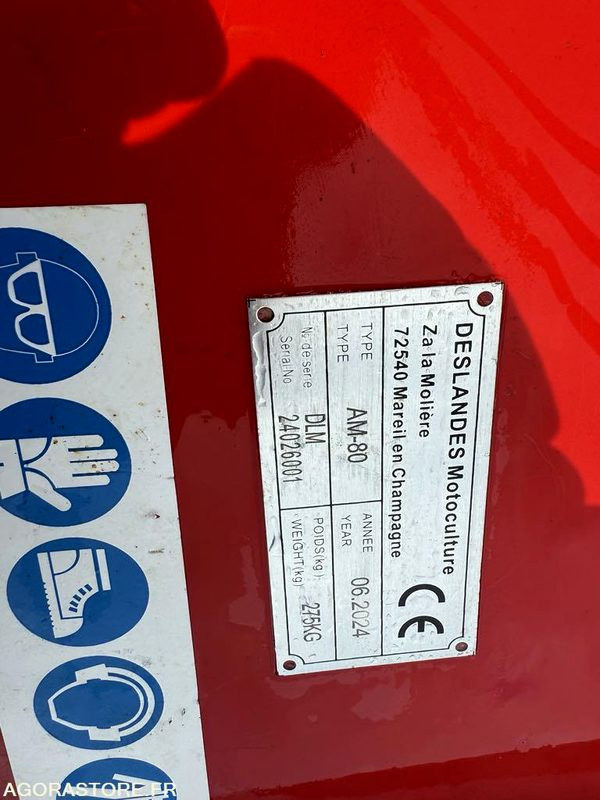 DESLANDES Motoculture
Za la Molière
72540 Mareil en Champagne
CE
TYPE
TYPE
AM-80
ANNEE
YEAR
06.2024
№ de serie
Serial No
DLM
24026001
POIDS(kg):
WEIGHT(kg)
275KG
AGORASTORE.FR